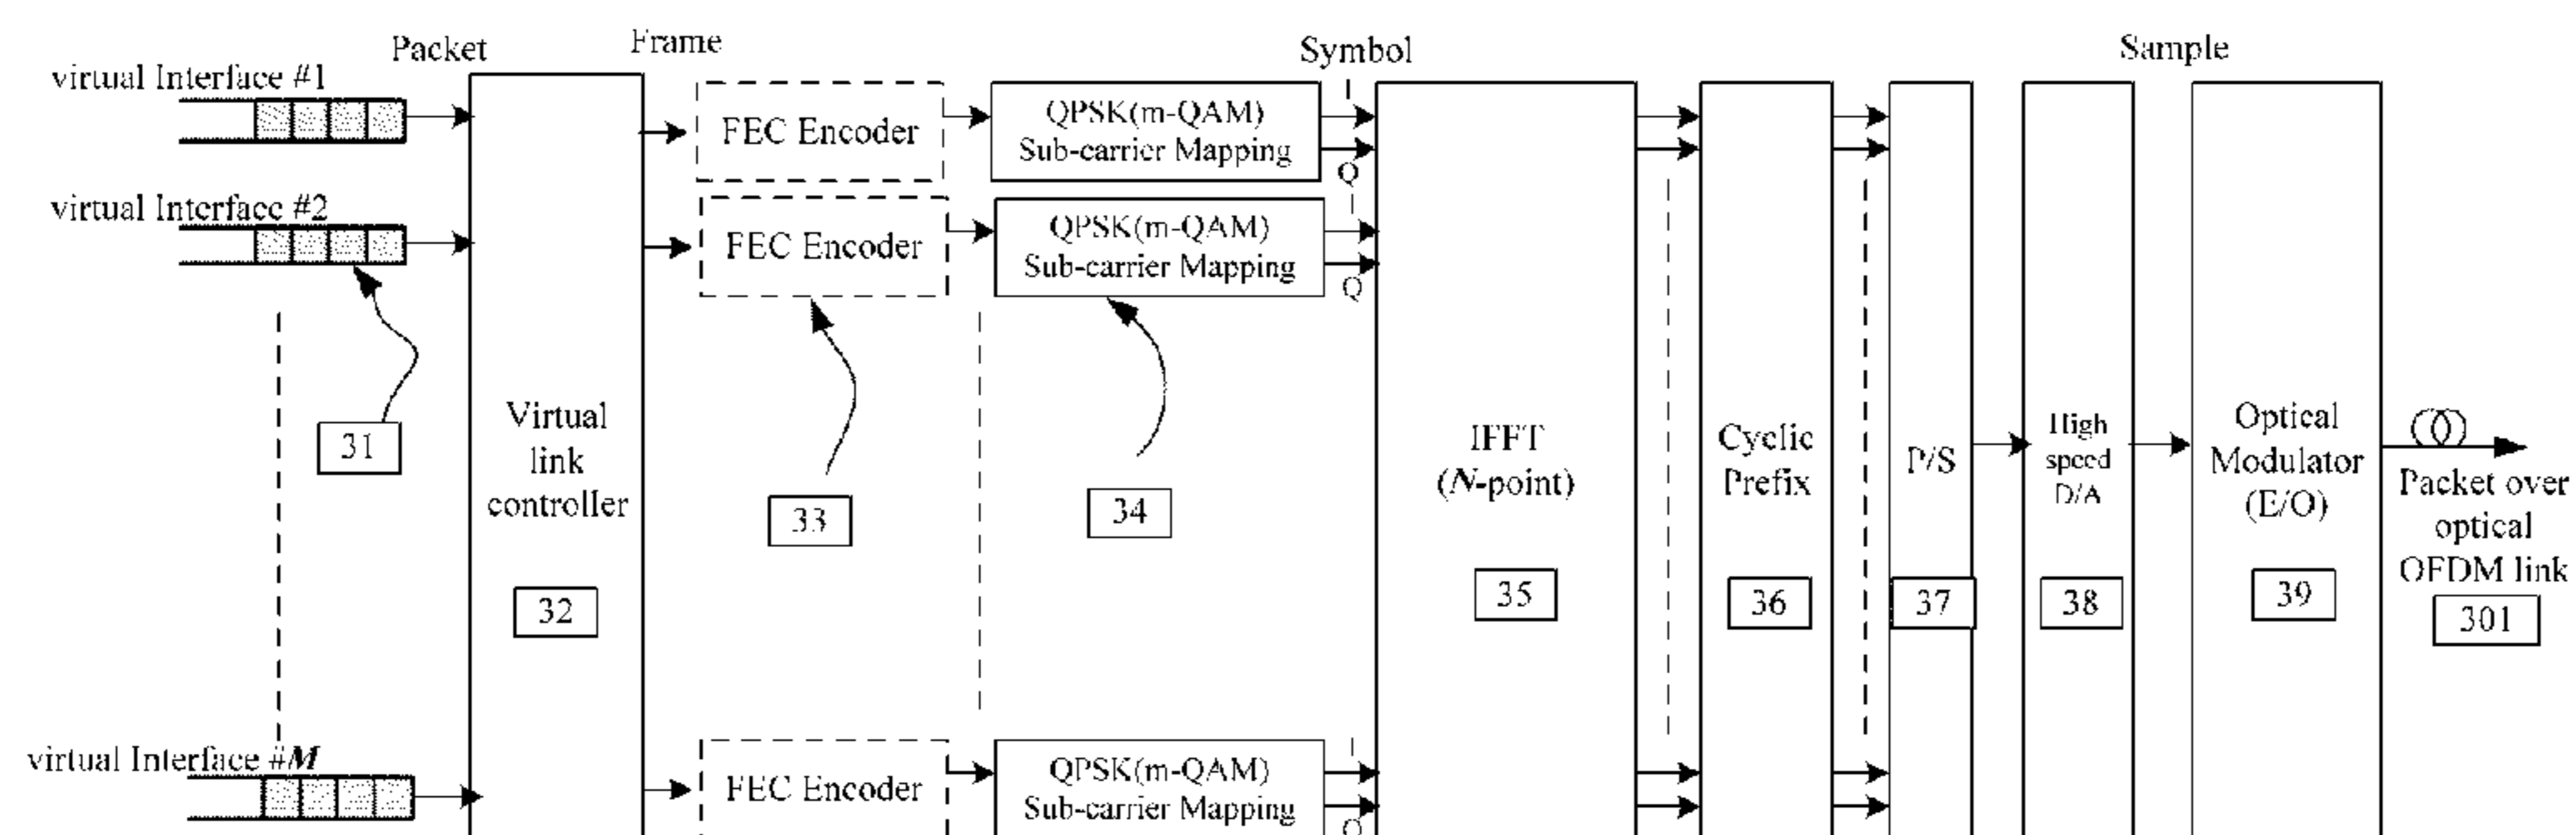 Packet
Frame
Symbol
Sample
virtual Interface #1
FEC Encoder
QPSK(m-QAM)
Sub-carrier Mapping
I
Q
virtual Interface #2
FEC Encoder
QPSK(m-QAM)
Sub-carrier Mapping
I
Q
31
Virtual
link
controller
32
33
34
IFFT
(N-point)
35
Cyclic
Prefix
36
P/S
37
High
speed
D/A
38
Optical
Modulator
(E/O)
39
Packet over
optical
OFDM link
301
virtual Interface #M
FEC Encoder
QPSK(m-QAM)
Sub-carrier Mapping
I
Q